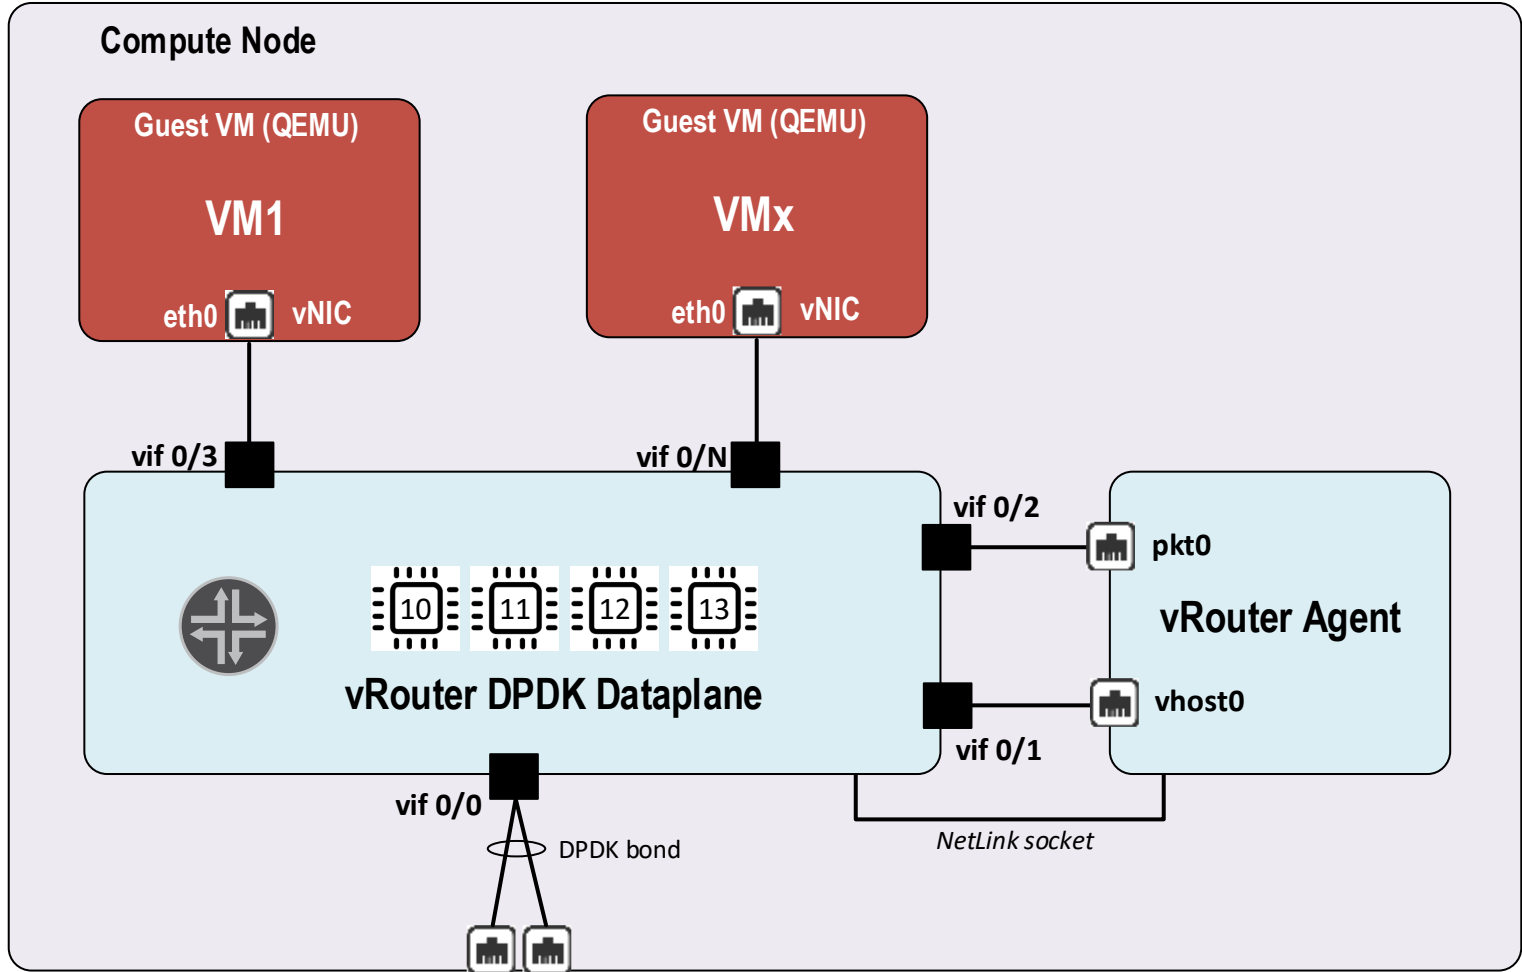 Compute Node
Guest VM (QEMU)
VM1
eth0 vNIC
Guest VM (QEMU)
VMx
eth0 vNIC
vif 0/3
vif 0/N
vif 0/2
pkt0
10 11 12 13
vRouter Agent
vRouter DPDK Dataplane
vhost0
vif 0/1
vif 0/0
NetLink socket
DPDK bond